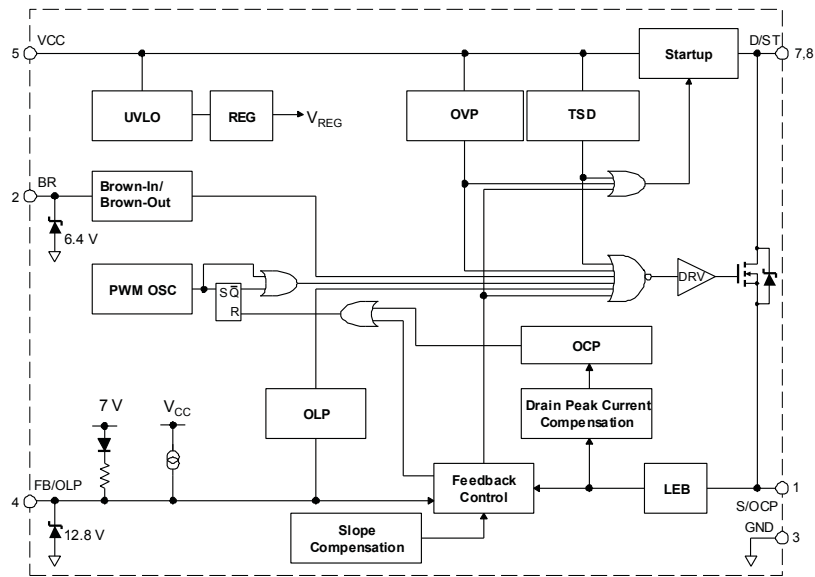 VCC
D/ST
5
7,8
Startup
UVLO
REG
VREG
OVP
TSD
BR
2
Brown-In/
Brown-Out
6.4 V
PWM OSC
S Q̅
R
DRV
OCP
7 V
VCC
OLP
Drain Peak Current
Compensation
FB/OLP
4
Feedback
Control
LEB
1
S/OCP
12.8 V
Slope
Compensation
GND
3